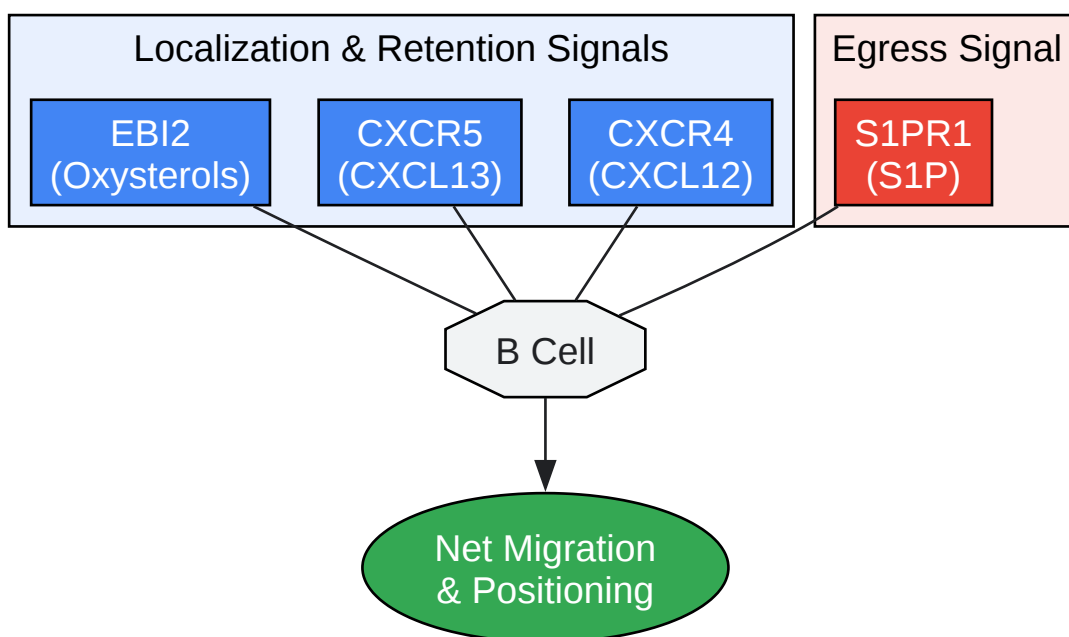 Localization & Retention Signals
Egress Signal
EBI2
(Oxysterols)
CXCR5
(CXCL13)
CXCR4
(CXCL12)
S1PR1
(S1P)
B Cell
Net Migration
& Positioning